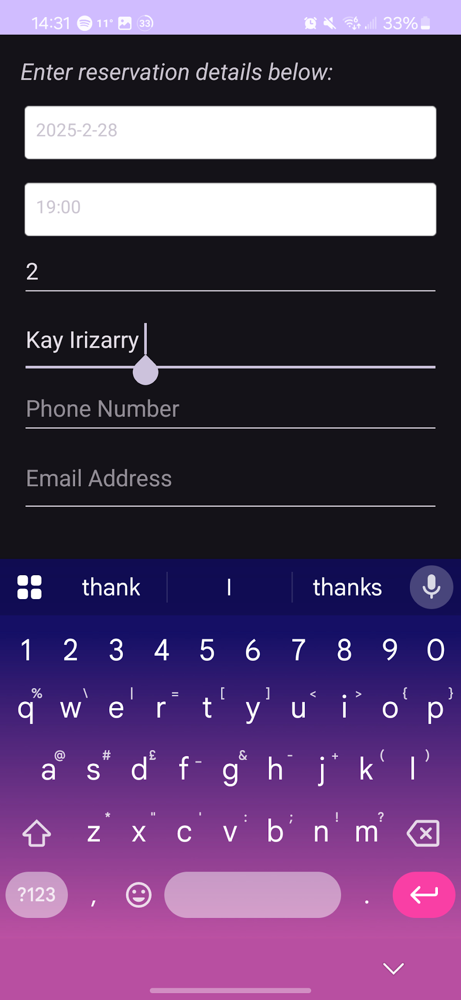 14:31 11° 33 6 33%
Enter reservation details below:
2025-2-28
19:00
2
Kay Irizarry
Phone Number
Email Address
thank I thanks
1 2 3 4 5 6 7 8 9 0
% \ | = [ ] < > { }
q w e r t y u i o p
@ # £ _ & - + ( )
a s d f g h j k l
* " ' : ; ! ?
z x c v b n m
?123 , .